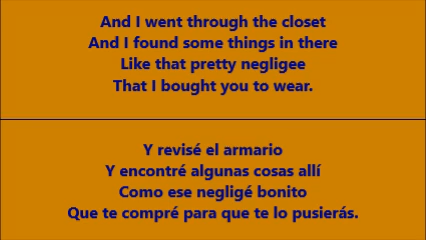 And I went through the closet
And I found some things in there
Like that pretty negligee
That I bought you to wear.
Y revisé el armario
Y encontré algunas cosas allí
Como ese negligé bonito
Que te compré para que te lo pusierás.